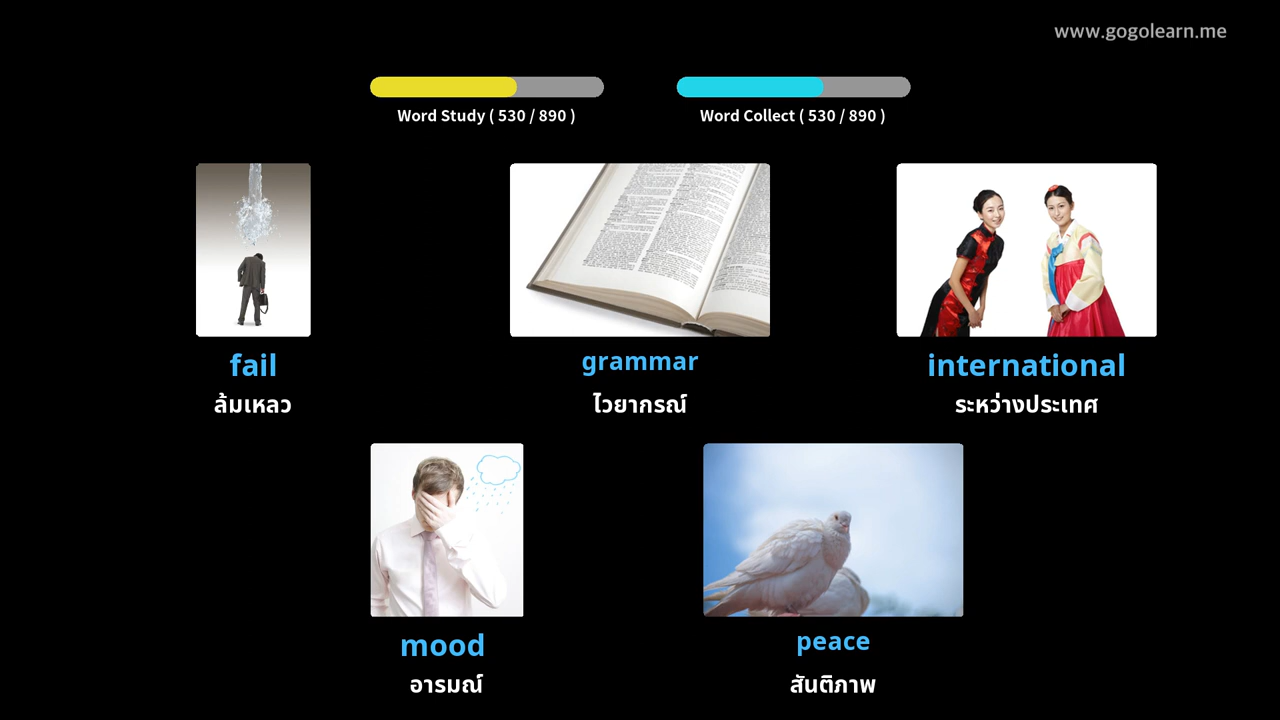 www.gogolearn.me
Word Study ( 530 / 890 )
Word Collect ( 530 / 890 )
fail
ล้มเหลว
grammar
ไวยากรณ์
international
ระหว่างประเทศ
mood
อารมณ์
peace
สันติภาพ